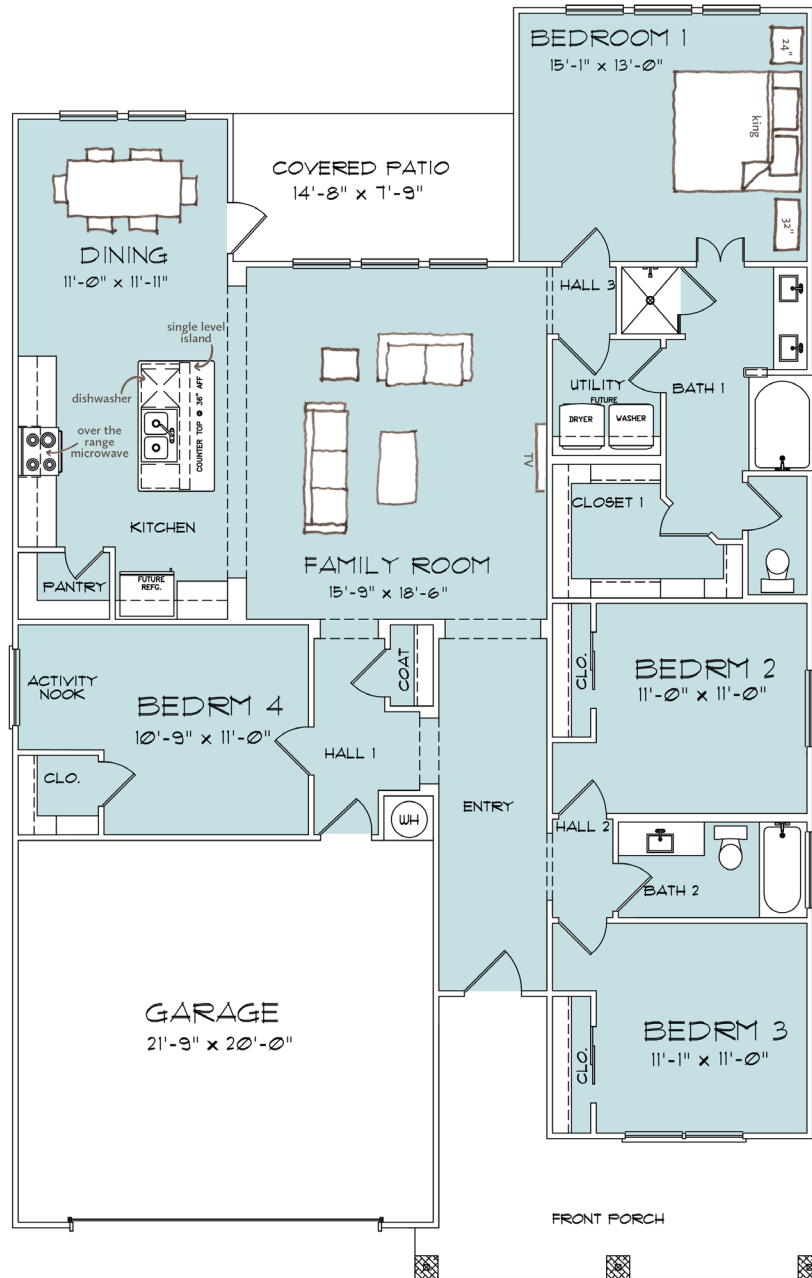 BEDROOM 1
15'-1" x 13'-0"
24"
king
32"
COVERED PATIO
14'-8" x 7'-9"
DINING
11'-0" x 11'-11"
single level
island
dishwasher
over the
range
microwave
COUNTER TOP @ 36" AFF
KITCHEN
PANTRY
FUTURE
REFG.
FAMILY ROOM
15'-9" x 18'-6"
TV
HALL 3
UTILITY
FUTURE
DRYER
WASHER
BATH 1
CLOSET 1
ACTIVITY
NOOK
BEDRM 4
10'-9" x 11'-0"
CLO.
COAT
HALL 1
WH
ENTRY
CLO.
BEDRM 2
11'-0" x 11'-0"
HALL 2
BATH 2
GARAGE
21'-9" x 20'-0"
CLO.
BEDRM 3
11'-1" x 11'-0"
FRONT PORCH